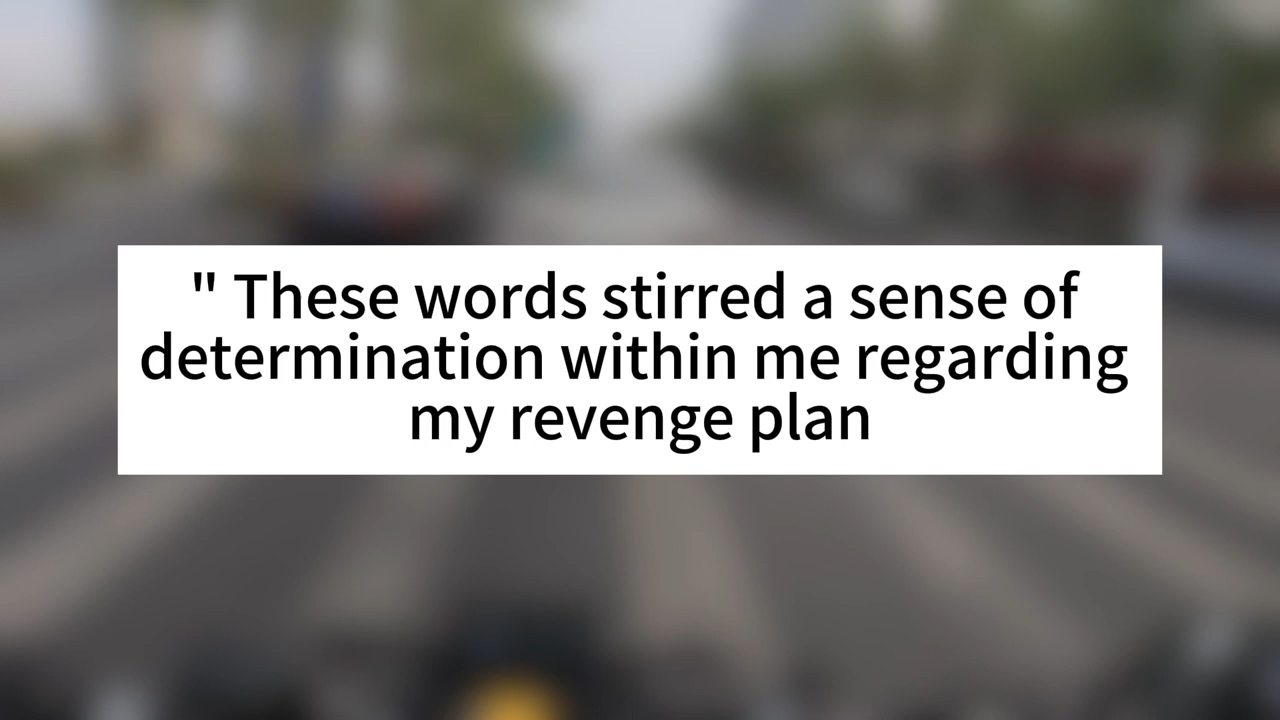 " These words stirred a sense of
determination within me regarding
my revenge plan